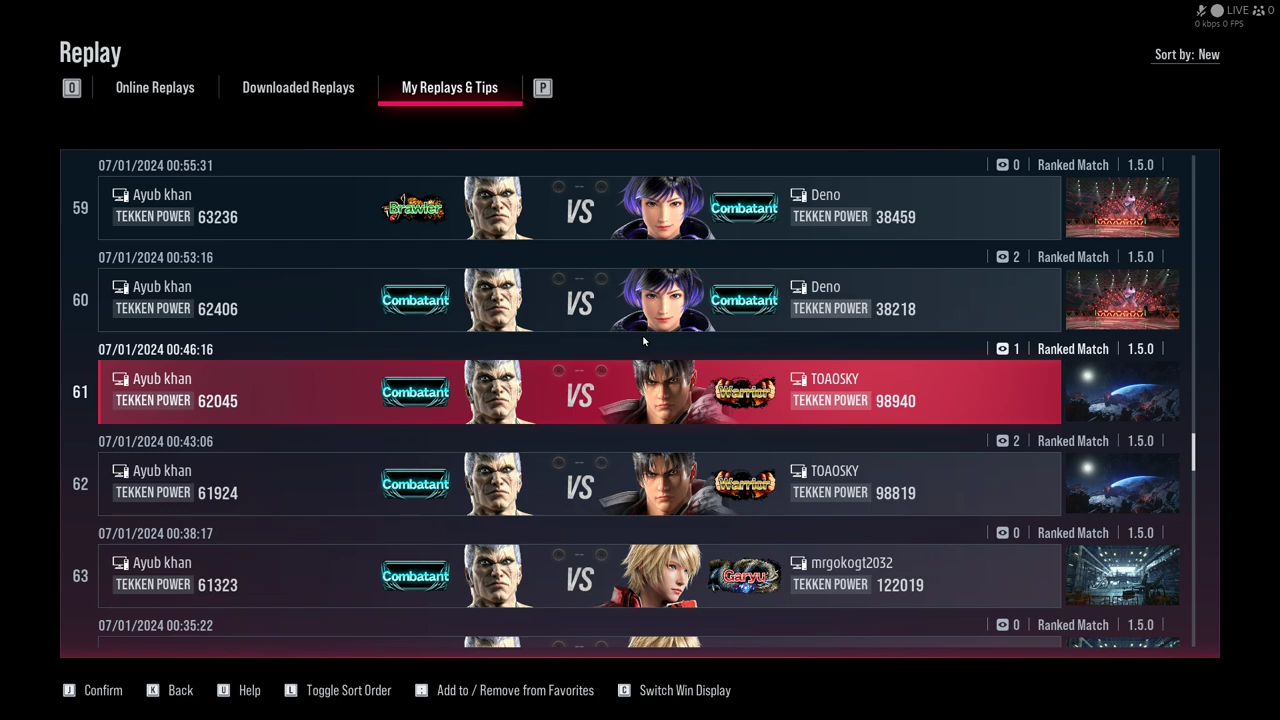 LIVE 0
0 kbps 0 FPS
Replay
Sort by: New
O Online Replays Downloaded Replays My Replays & Tips P
07/01/2024 00:55:31 0 Ranked Match 1.5.0
59 Ayub khan TEKKEN POWER 63236 Brawler VS Combatant Deno TEKKEN POWER 38459
07/01/2024 00:53:16 2 Ranked Match 1.5.0
60 Ayub khan TEKKEN POWER 62406 Combatant VS Combatant Deno TEKKEN POWER 38218
07/01/2024 00:46:16 1 Ranked Match 1.5.0
61 Ayub khan TEKKEN POWER 62045 Combatant VS Warrior TOAOSKY TEKKEN POWER 98940
07/01/2024 00:43:06 2 Ranked Match 1.5.0
62 Ayub khan TEKKEN POWER 61924 Combatant VS Warrior TOAOSKY TEKKEN POWER 98819
07/01/2024 00:38:17 0 Ranked Match 1.5.0
63 Ayub khan TEKKEN POWER 61323 Combatant VS Garyu mrgokogt2032 TEKKEN POWER 122019
07/01/2024 00:35:22 0 Ranked Match 1.5.0
J Confirm K Back U Help L Toggle Sort Order Add to / Remove from Favorites C Switch Win Display